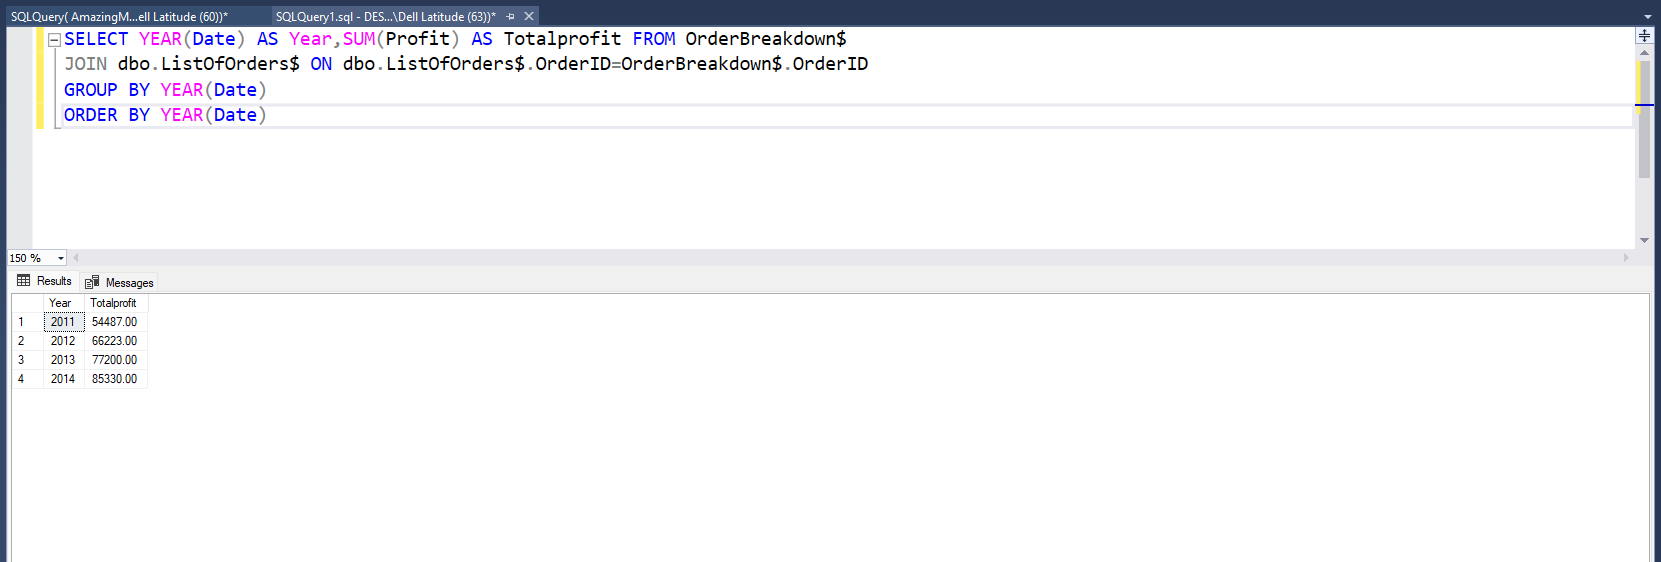 SQLQuery( AmazingM...ell Latitude (60))*
SQLQuery1.sql - DES...\Dell Latitude (63))*
SELECT YEAR(Date) AS Year,SUM(Profit) AS Totalprofit FROM OrderBreakdown$
JOIN dbo.ListOfOrders$ ON dbo.ListOfOrders$.OrderID=OrderBreakdown$.OrderID
GROUP BY YEAR(Date)
ORDER BY YEAR(Date)
150 %
Results Messages
Year Totalprofit
1 2011 54487.00
2 2012 66223.00
3 2013 77200.00
4 2014 85330.00